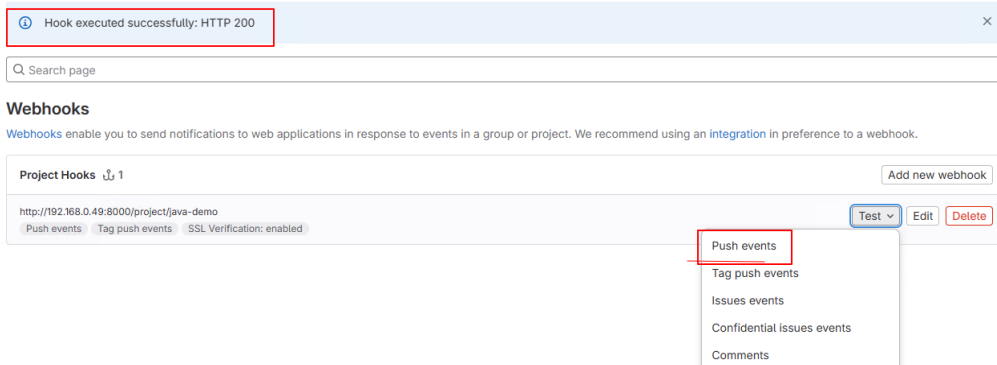 Hook executed successfully: HTTP 200
Search page
Webhooks
Webhooks enable you to send notifications to web applications in response to events in a group or project. We recommend using an integration in preference to a webhook.
Project Hooks 1
Add new webhook
http://192.168.0.49:8000/project/java-demo
Test
Edit
Delete
Push events
Tag push events
SSL Verification: enabled
Push events
Tag push events
Issues events
Confidential issues events
Comments